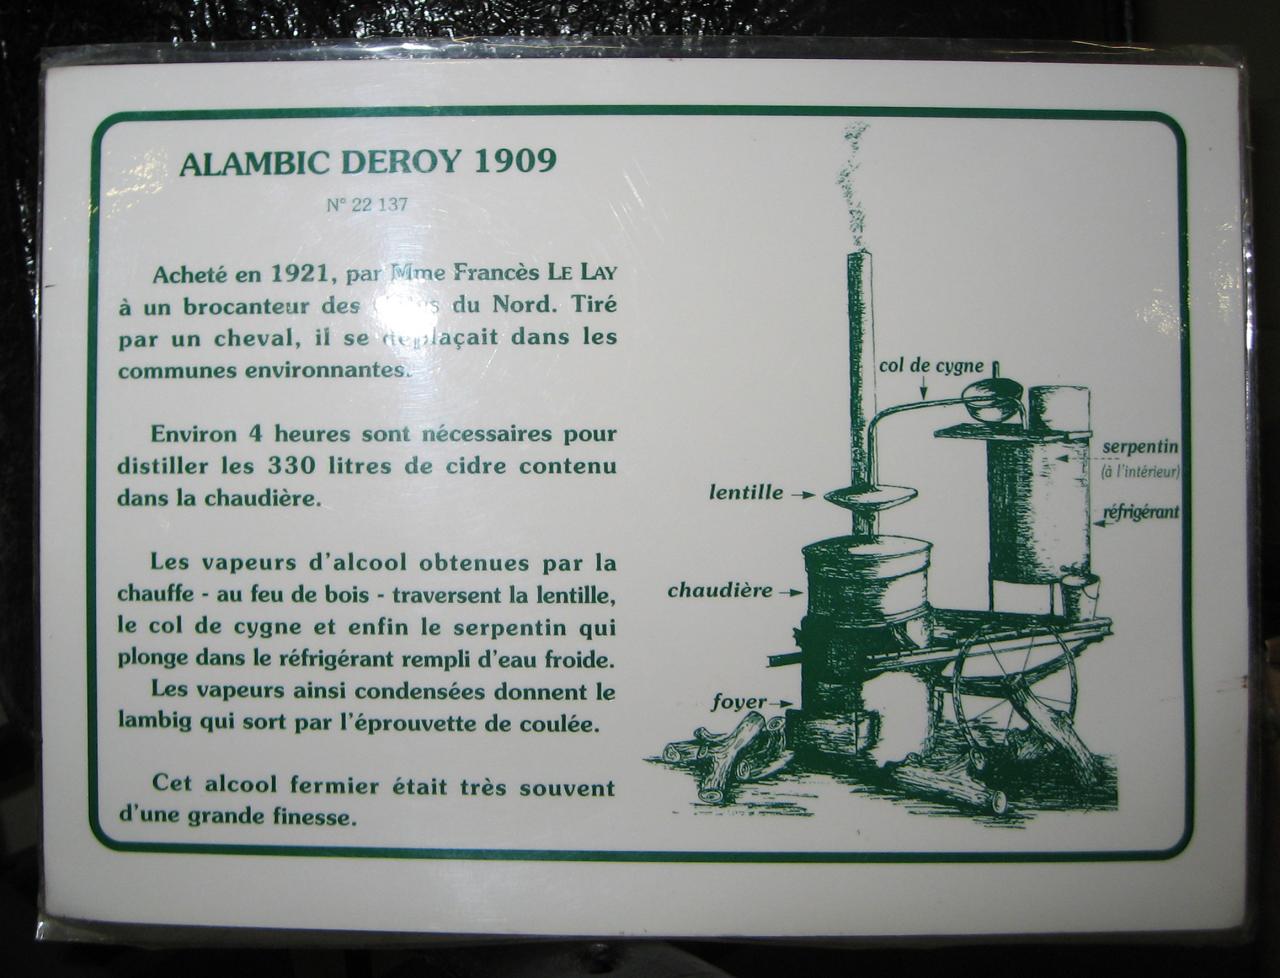 ALAMBIC DEROY 1909
N° 22 137
Acheté en 1921, par Mme Francès LE LAY
à un brocanteur des du Nord. Tiré
par un cheval, il se déplaçait dans les
communes environnantes.
Environ 4 heures sont nécessaires pour
distiller les 330 litres de cidre contenu
dans la chaudière.
Les vapeurs d'alcool obtenues par la
chauffe - au feu de bois - traversent la lentille,
le col de cygne et enfin le serpentin qui
plonge dans le réfrigérant rempli d'eau froide.
Les vapeurs ainsi condensées donnent le
lambig qui sort par l'éprouvette de coulée.
Cet alcool fermier était très souvent
d'une grande finesse.
col de cygne
serpentin
(à l'intérieur)
lentille
réfrigérant
chaudière
foyer